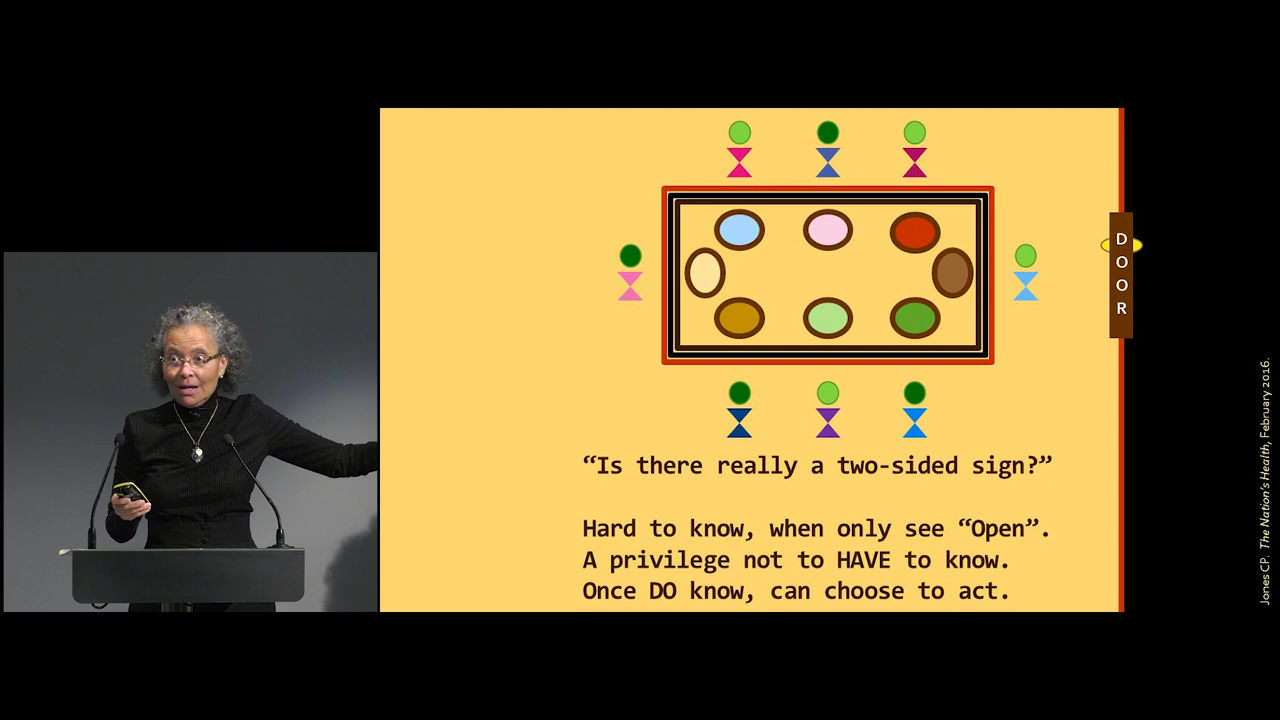 DOOR
“Is there really a two-sided sign?”
Hard to know, when only see “Open”.
A privilege not to HAVE to know.
Once DO know, can choose to act.
Jones CP. The Nation's Health, February 2016.